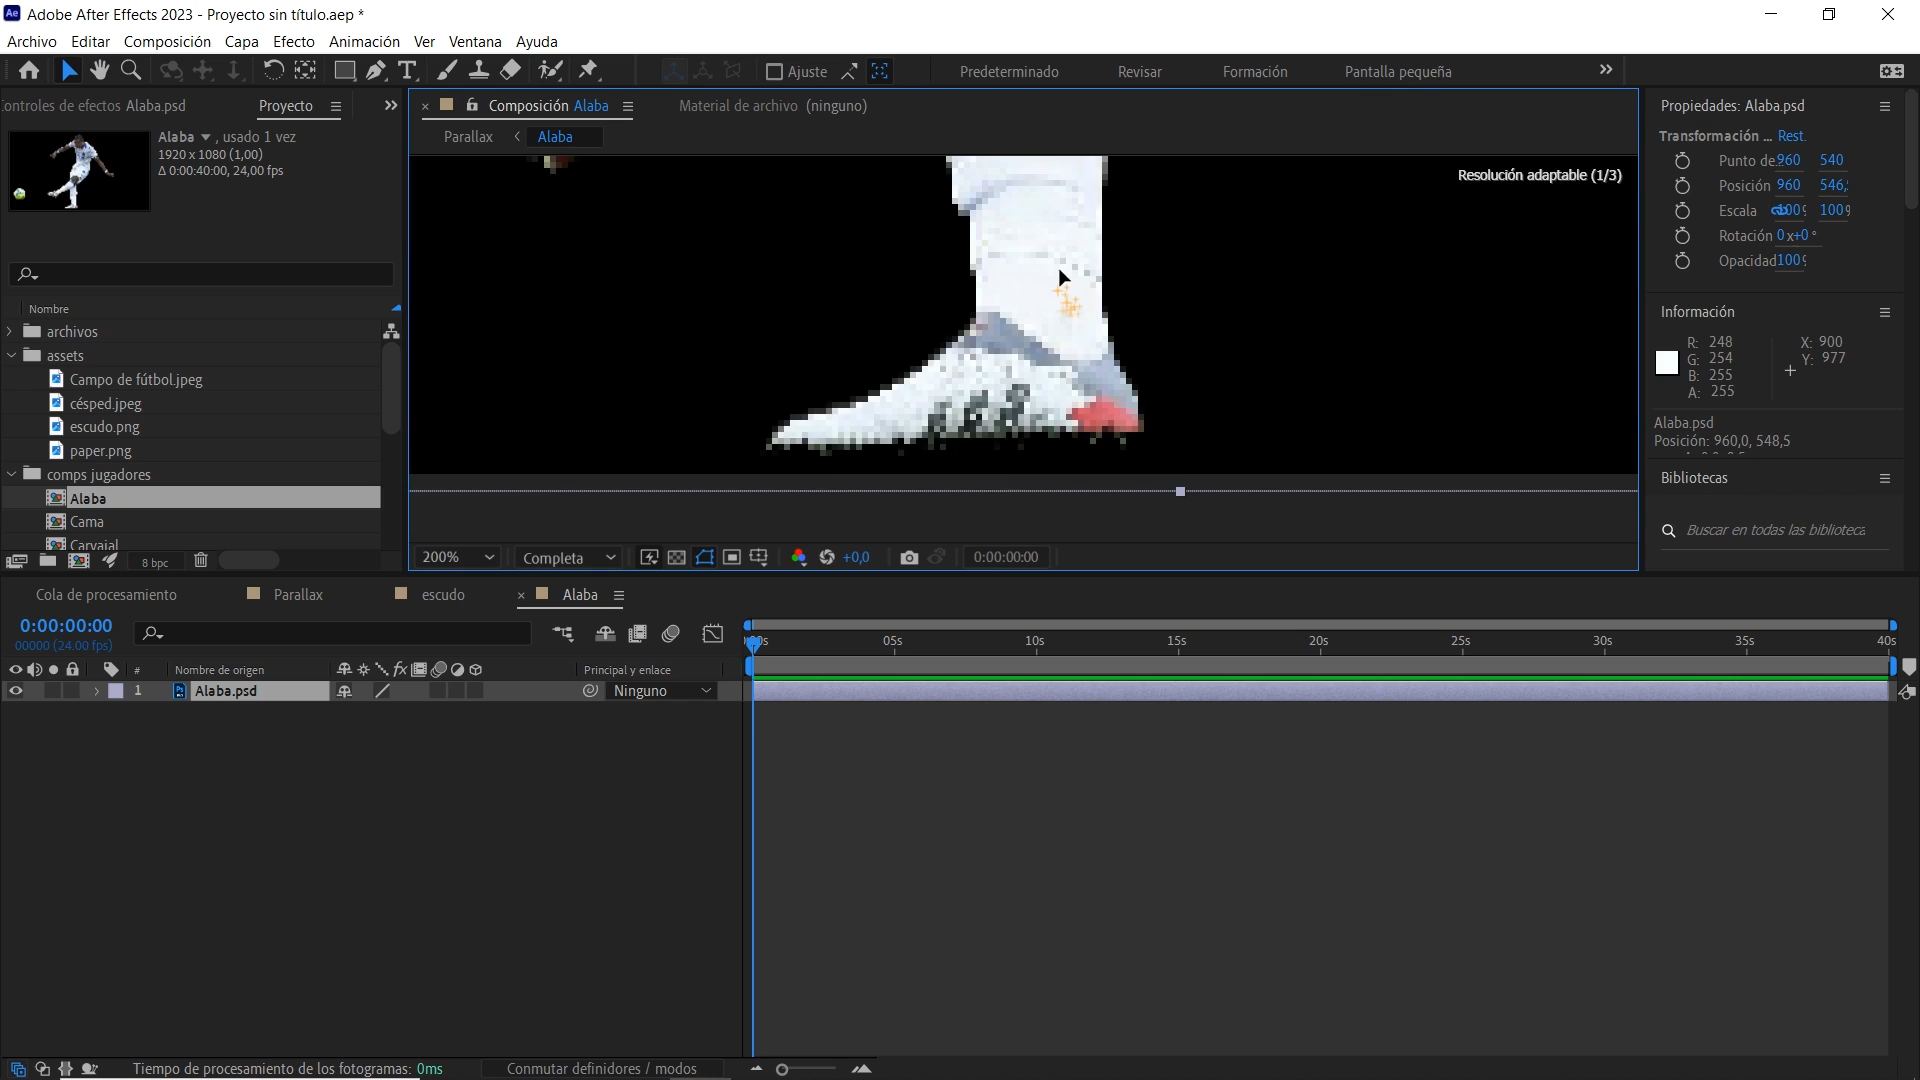 Adobe After Effects 2023 - Proyecto sin título.aep *
Archivo Editar Composición Capa Efecto Animación Ver Ventana Ayuda
Ajuste Predeterminado Revisar Formación Pantalla pequeña
ontroles de efectos Alaba.psd Proyecto
Alaba , usado 1 vez
1920 x 1080 (1,00)
Δ 0:00:40:00, 24,00 fps
Nombre
archivos
assets
Campo de fútbol.jpeg
césped.jpeg
escudo.png
paper.png
comps jugadores
Alaba
Cama
Carvajal
8 bpc
Composición Alaba Material de archivo (ninguno)
Parallax < Alaba
Resolución adaptable (1/3)
200% Completa +0,0 0:00:00:00
Propiedades: Alaba.psd
Transformación ... Rest.
Punto de 960 540
Posición 960 546,
Escala 100 100
Rotación 0x+0°
Opacidad 100
Información
R: 248 X: 900
G: 254 Y: 977
B: 255
A: 255
Alaba.psd
Posición: 960,0, 548,5
Bibliotecas
Buscar en todas las biblioteca
Cola de procesamiento Parallax escudo × Alaba
0:00:00:00
00000 (24.00 fps)
05s 10s 15s 20s 25s 30s 35s 40s
# Nombre de origen fx Principal y enlace
1 Alaba.psd Ninguno
Tiempo de procesamiento de los fotogramas: 0ms Conmutar definidores / modos